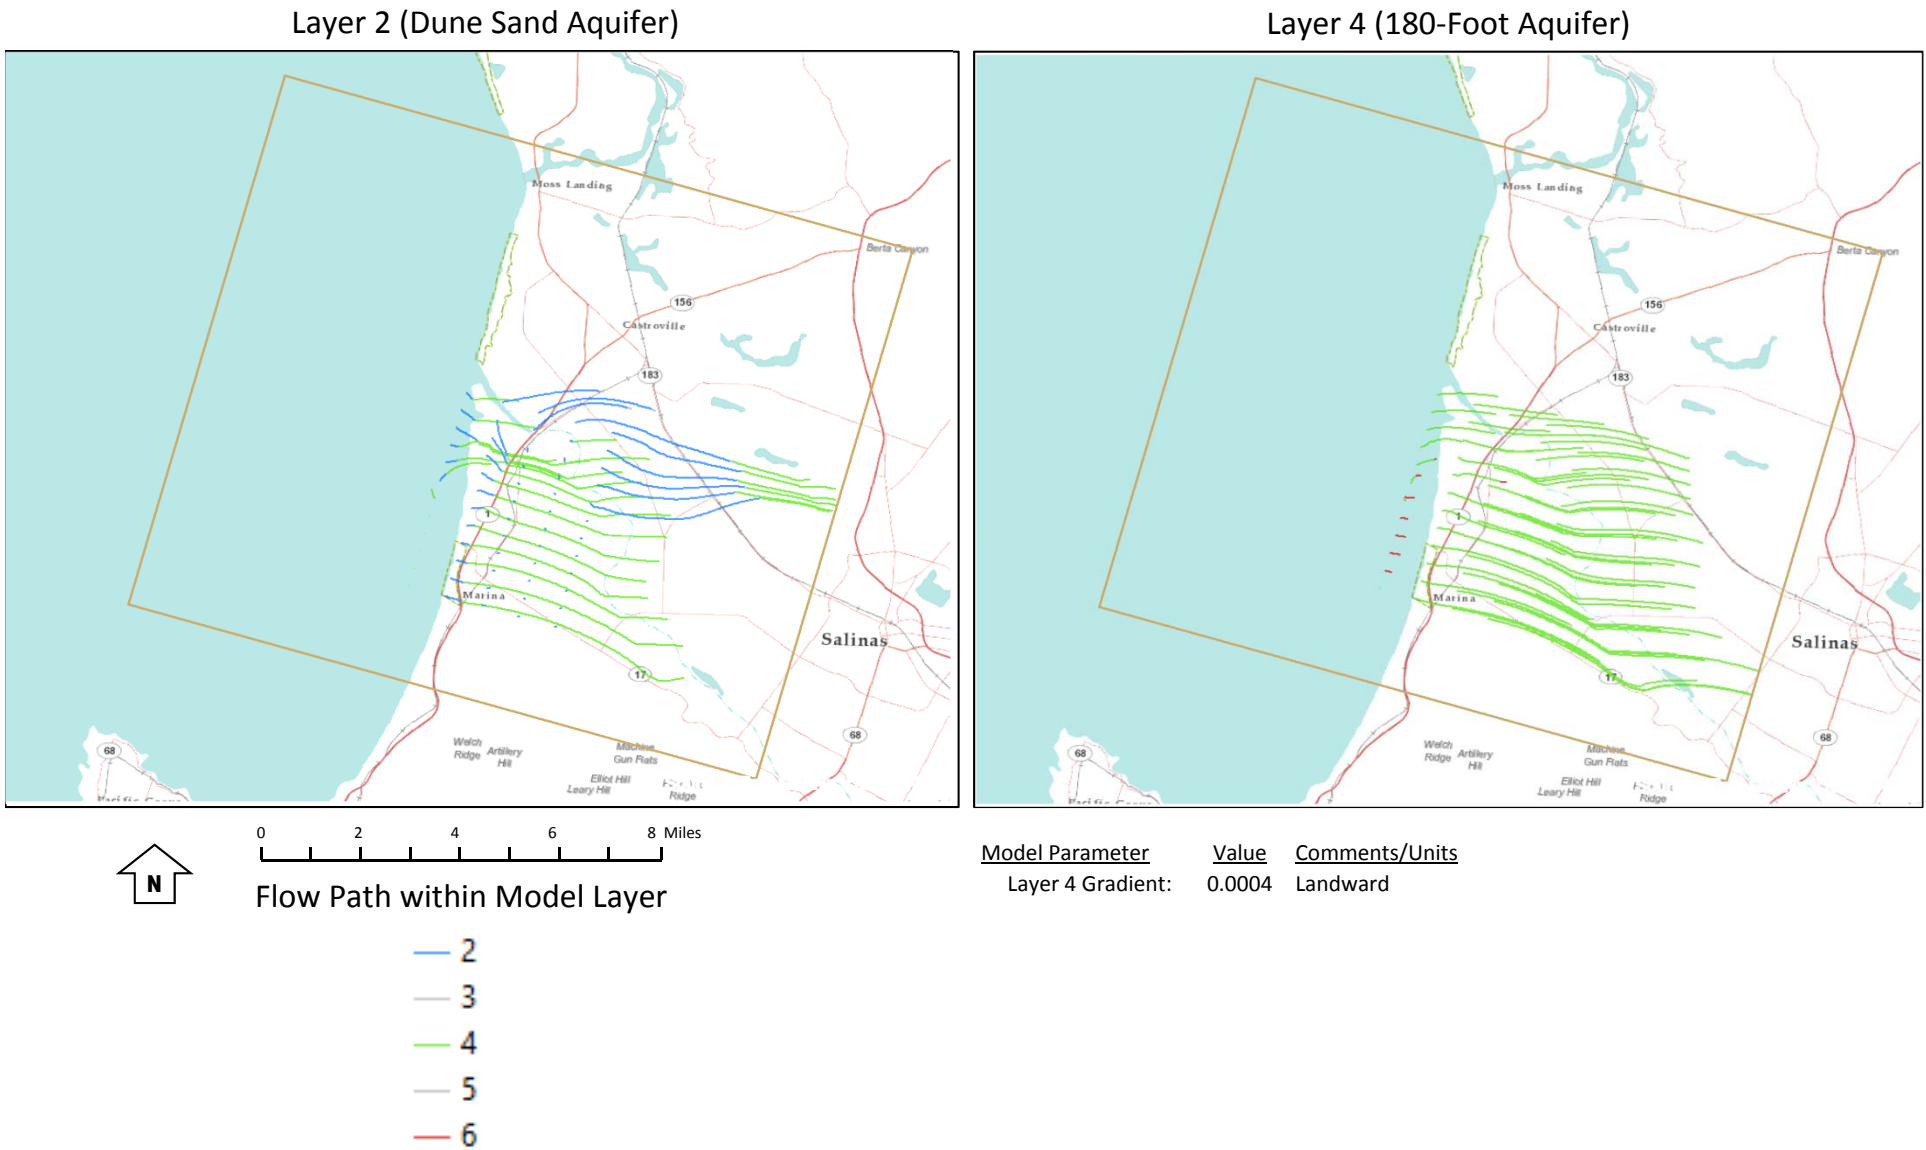 Layer 2 (Dune Sand Aquifer)
Layer 4 (180-Foot Aquifer)
Moss Landing
Berta Canyon
156
Castroville
183
1
Marina
Salinas
17
68
68
Welch
Ridge
Artillery
Hill
Machine
Gun Flats
Elliot Hill
Leary Hill
Ridge
Moss Landing
Berta Canyon
156
Castroville
183
1
Marina
Salinas
17
68
68
Welch
Ridge
Artillery
Hill
Machine
Gun Flats
Elliot Hill
Leary Hill
Ridge
0 2 4 6 8 Miles
N
Flow Path within Model Layer
2
3
4
5
6
Model Parameter Value Comments/Units
Layer 4 Gradient: 0.0004 Landward